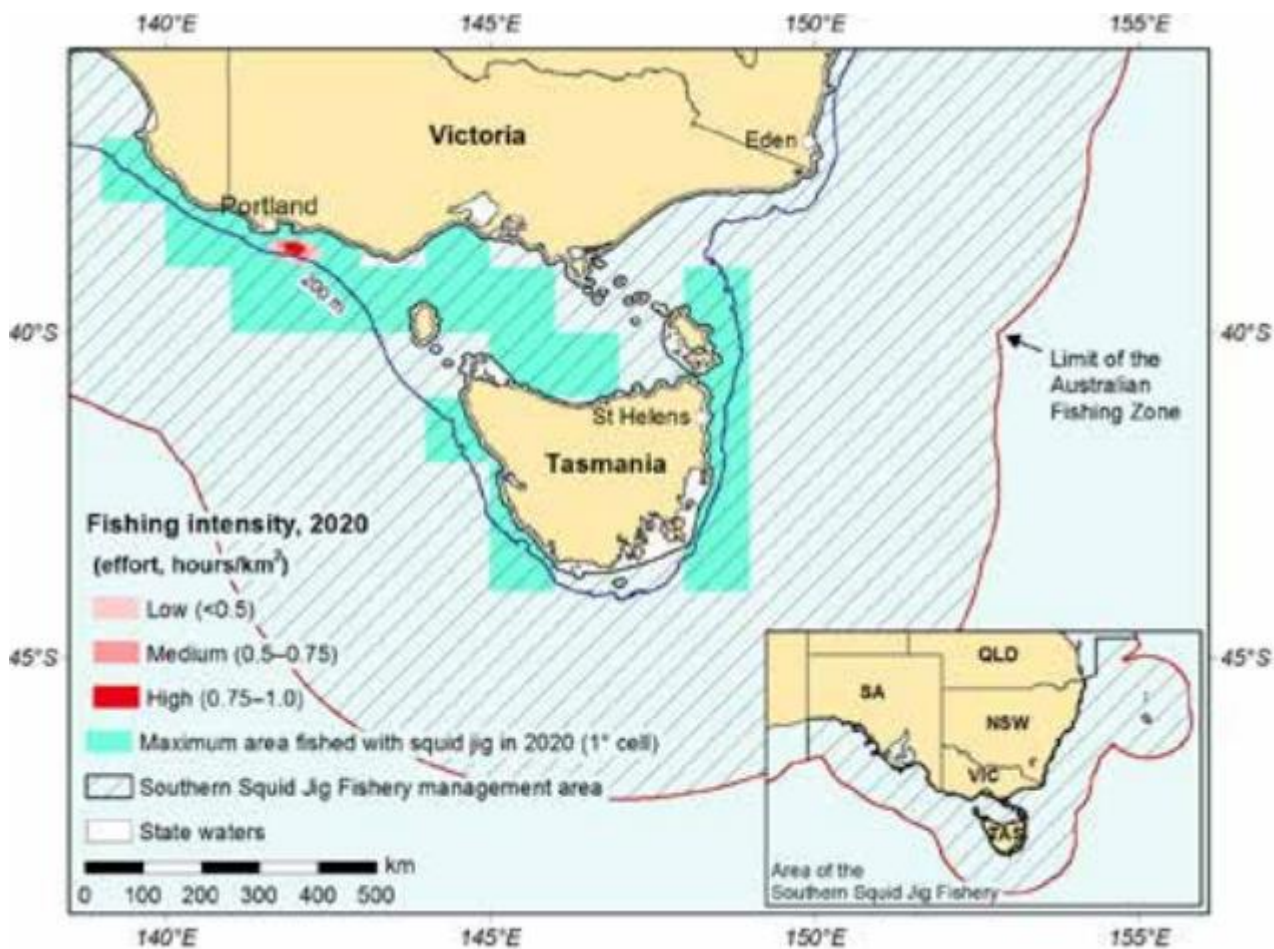 140°E 145°E 150°E 155°E
Victoria
Eden
Portland
200 m
40°S 40°S
Limit of the
Australian
Fishing Zone
St Helens
Tasmania
Fishing intensity, 2020
(effort, hours/km²)
Low (<0.5)
Medium (0.5–0.75)
High (0.75–1.0)
45°S 45°S
Maximum area fished with squid jig in 2020 (1° cell)
Southern Squid Jig Fishery management area
State waters
km
0 100 200 300 400 500
QLD
SA
NSW
VIC
TAS
Area of the
Southern Squid Jig Fishery
140°E 145°E 150°E 155°E